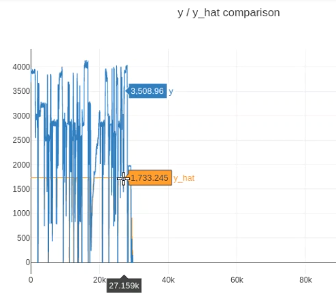 y / y_hat comparison
4000
3500
3,508.96 y
3000
2500
2000
1,733.245 y_hat
1500
1000
500
0
0 20k 40k 60k 80k
27.159k